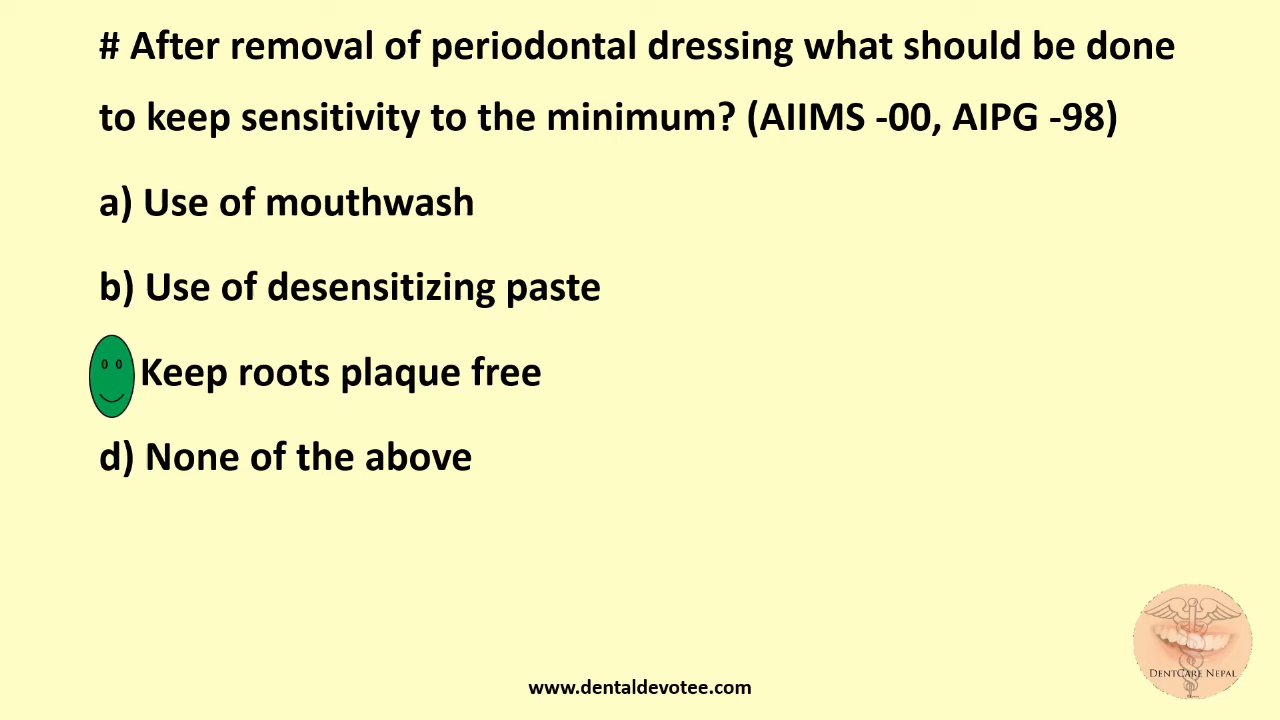 # After removal of periodontal dressing what should be done
to keep sensitivity to the minimum? (AIIMS -00, AIPG -98)
a) Use of mouthwash
b) Use of desensitizing paste
Keep roots plaque free
d) None of the above
DENTCARE NEPAL
www.dentaldevotee.com